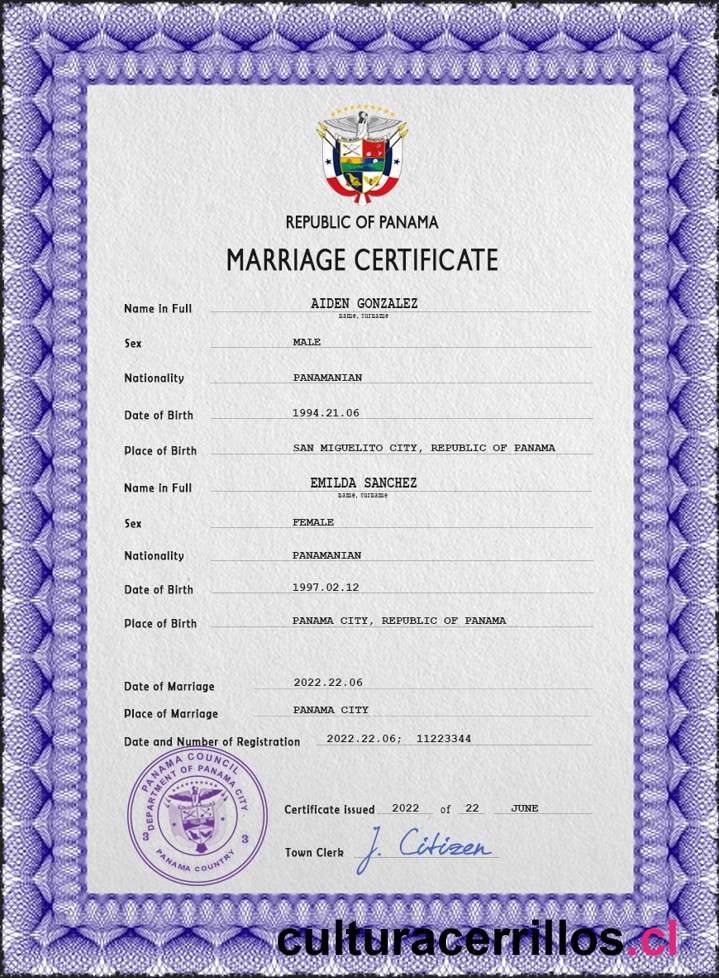 REPUBLIC OF PANAMA
MARRIAGE CERTIFICATE
Name in Full AIDEN GONZALEZ
name, surname
Sex MALE
Nationality PANAMANIAN
Date of Birth 1994.21.06
Place of Birth SAN MIGUELITO CITY, REPUBLIC OF PANAMA
Name in Full EMILDA SANCHEZ
name, surname
Sex FEMALE
Nationality PANAMANIAN
Date of Birth 1997.02.12
Place of Birth PANAMA CITY, REPUBLIC OF PANAMA
Date of Marriage 2022.22.06
Place of Marriage PANAMA CITY
Date and Number of Registration 2022.22.06; 11223344
PANAMA COUNCIL
DEPARTMENT OF PANAMA CITY
3 3
PANAMA COUNTRY
Certificate issued 2022 of 22 JUNE
Town Clerk J. Citizen
culturacerrillos.cl